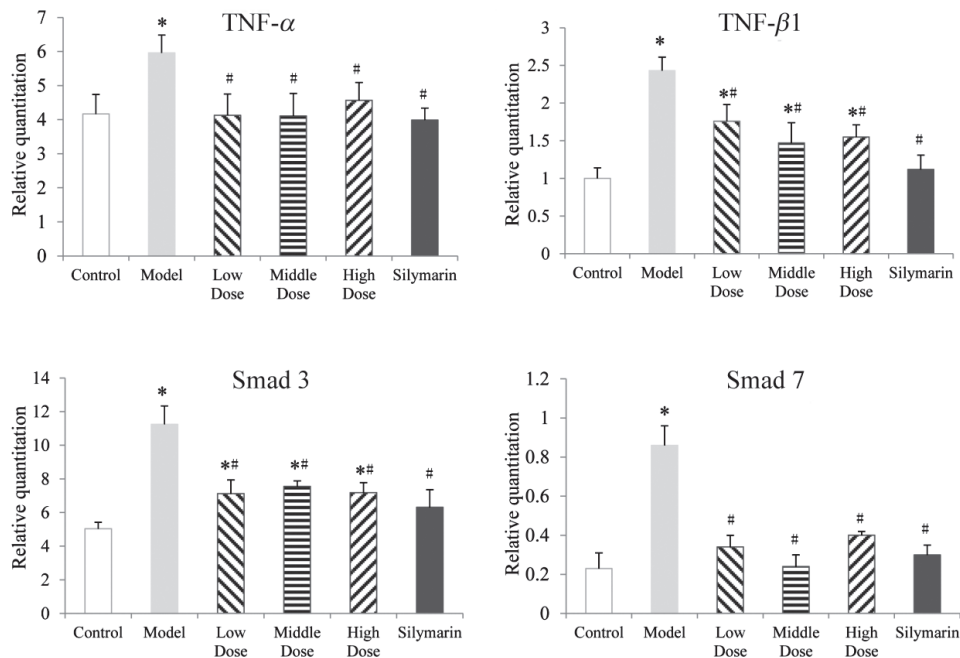 TNF-α
Relative quantitation
7
6
5
4
3
2
1
0
*
#
#
#
#
Control
Model
Low
Dose
Middle
Dose
High
Dose
Silymarin
TNF-β1
Relative quantitation
3
2.5
2
1.5
1
0.5
0
*
*#
*#
*#
#
Control
Model
Low
Dose
Middle
Dose
High
Dose
Silymarin
Smad 3
Relative quantitation
14
12
10
8
6
4
2
0
*
*#
*#
*#
#
Control
Model
Low
Dose
Middle
Dose
High
Dose
Silymarin
Smad 7
Relative quantitation
1.2
1
0.8
0.6
0.4
0.2
0
*
#
#
#
#
Control
Model
Low
Dose
Middle
Dose
High
Dose
Silymarin